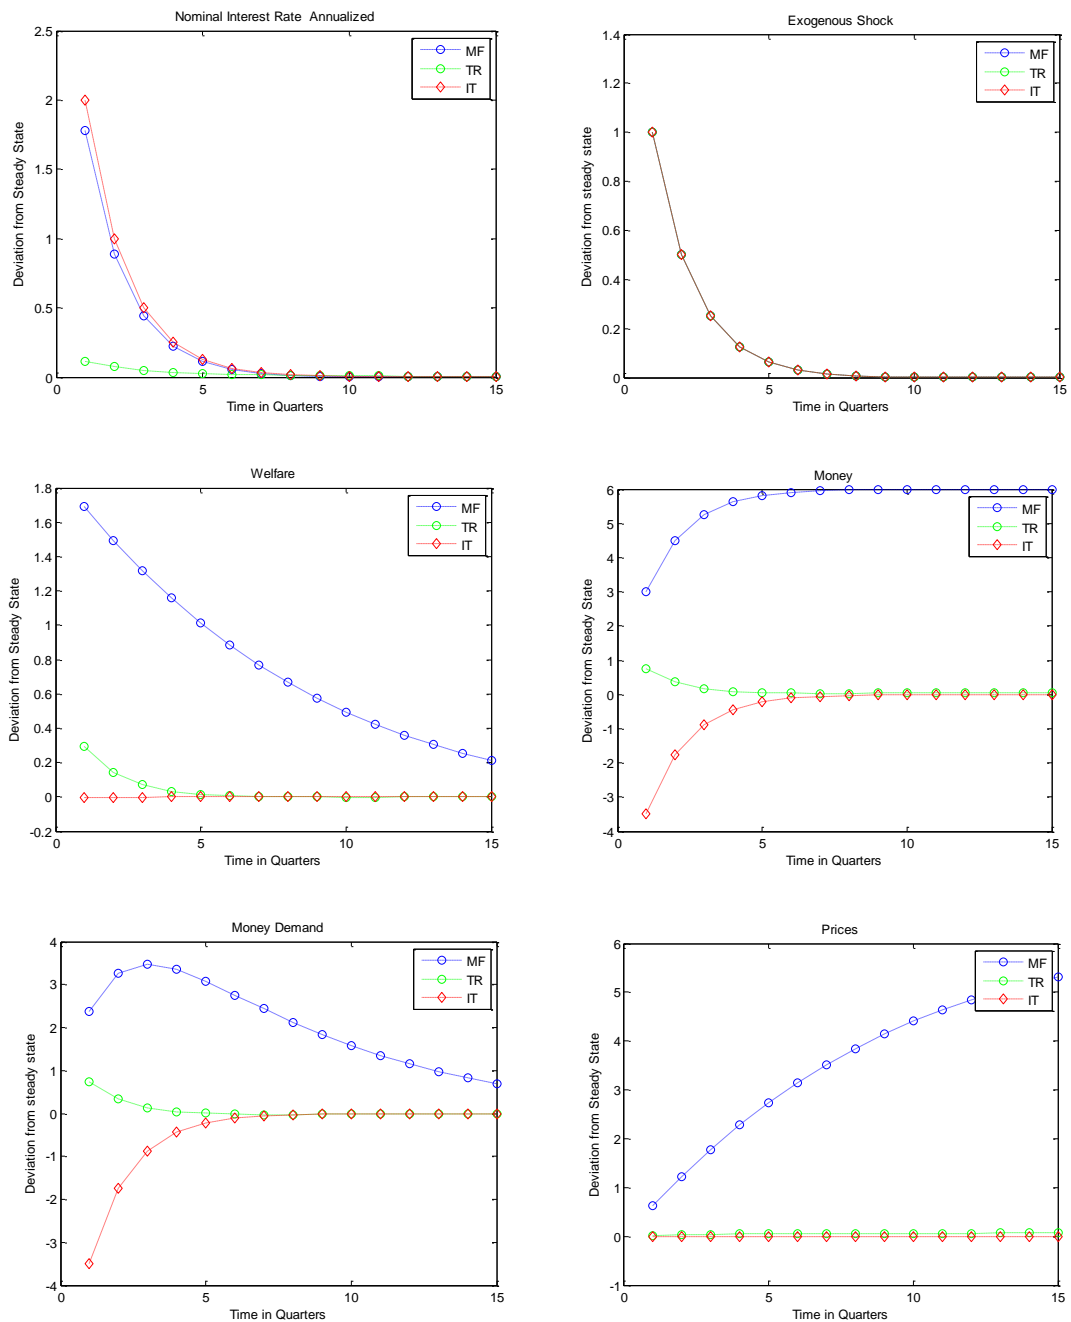 Nominal Interest Rate  Annualized
2.5
2
1.5
1
0.5
0
0
5
10
15
Deviation from Steady State
Time in Quarters
MF
TR
IT
Exogenous Shock
1.4
1.2
1
0.8
0.6
0.4
0.2
0
0
5
10
15
Deviation from steady state
Time in Quarters
MF
TR
IT
Welfare
1.8
1.6
1.4
1.2
1
0.8
0.6
0.4
0.2
0
-0.2
0
5
10
15
Deviation from Steady State
Time in Quarters
MF
TR
IT
Money
6
5
4
3
2
1
0
-1
-2
-3
-4
0
5
10
15
Deviation from Steady State
Time in Quarters
MF
TR
IT
Money Demand
4
3
2
1
0
-1
-2
-3
-4
0
5
10
15
Deviation from steady state
Time in Quarters
MF
TR
IT
Prices
6
5
4
3
2
1
0
-1
0
5
10
15
Deviation from Steady State
Time in Quarters
MF
TR
IT